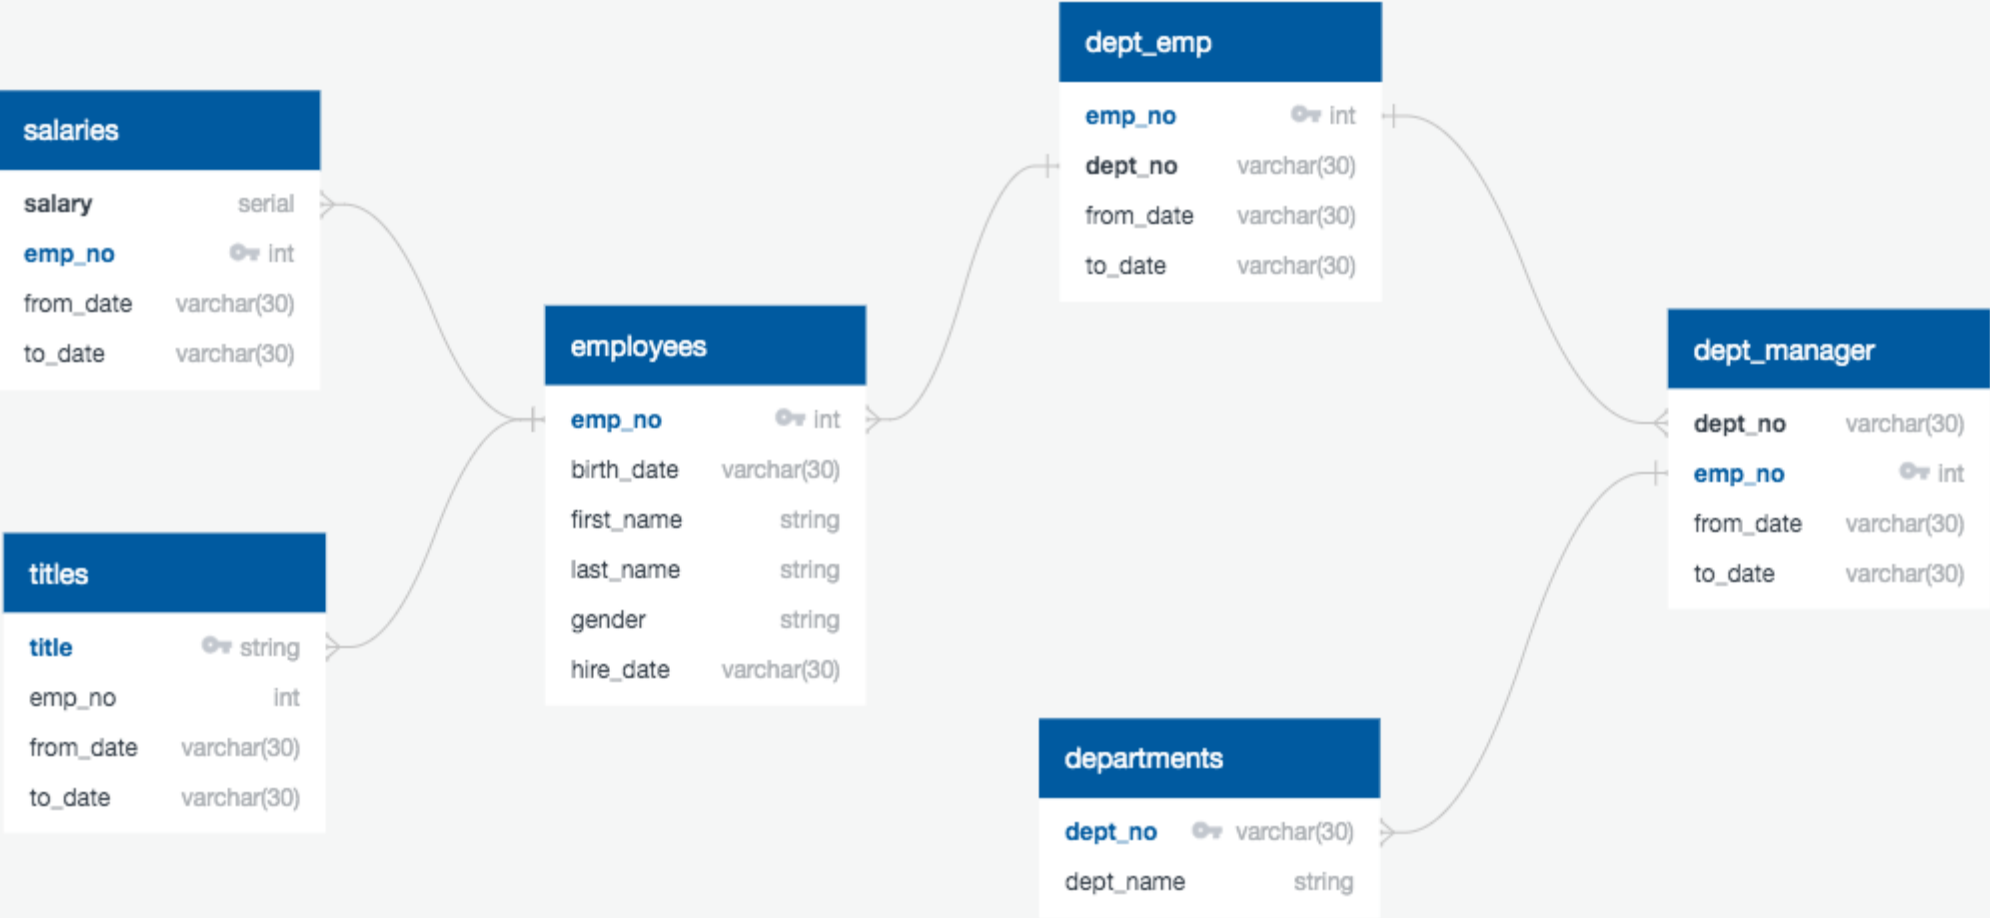 salaries
salary serial
emp_no int
from_date varchar(30)
to_date varchar(30)
titles
title string
emp_no int
from_date varchar(30)
to_date varchar(30)
employees
emp_no int
birth_date varchar(30)
first_name string
last_name string
gender string
hire_date varchar(30)
dept_emp
emp_no int
dept_no varchar(30)
from_date varchar(30)
to_date varchar(30)
departments
dept_no varchar(30)
dept_name string
dept_manager
dept_no varchar(30)
emp_no int
from_date varchar(30)
to_date varchar(30)